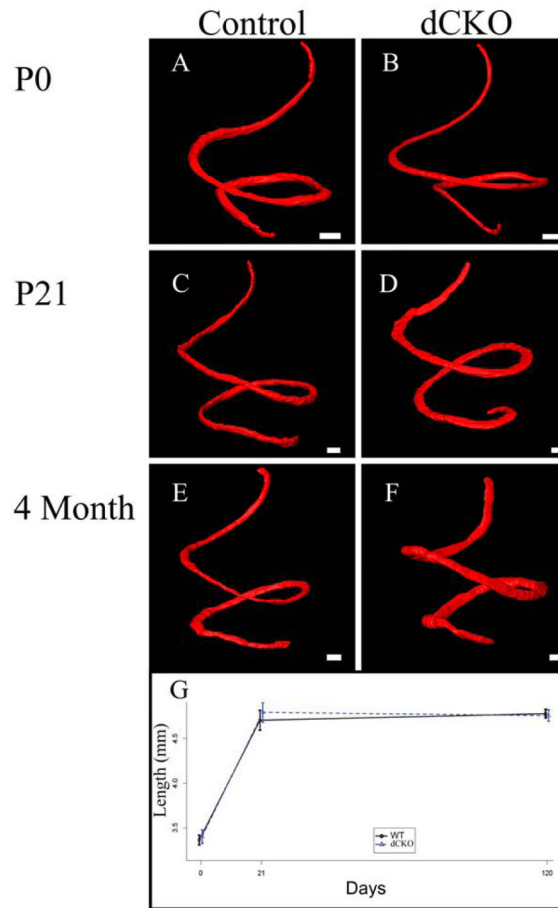 Control dCKO
P0
A B
P21
C D
4 Month
E F
G
Length (mm)
4.5
4.0
3.5
WT
dCKO
0 21 120
Days